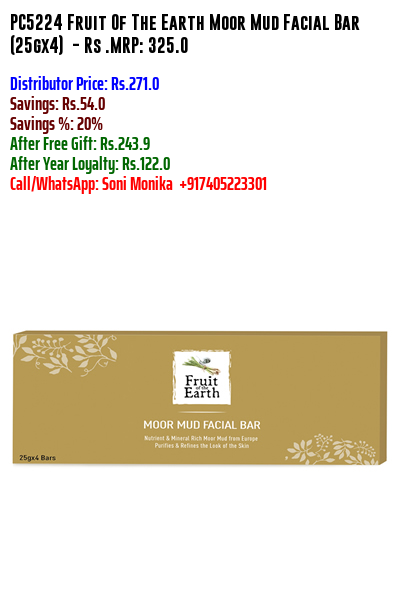 PC5224 Fruit Of The Earth Moor Mud Facial Bar
(25gx4) - Rs .MRP: 325.0
Distributor Price: Rs.271.0
Savings: Rs.54.0
Savings %: 20%
After Free Gift: Rs.243.9
After Year Loyalty: Rs.122.0
Call/WhatsApp: Soni Monika +917405223301
Fruit
of the
Earth
MOOR MUD FACIAL BAR
Nutrient & Mineral Rich Moor Mud from Europe
Purifies & Refines the Look of the Skin
25gx4 Bars